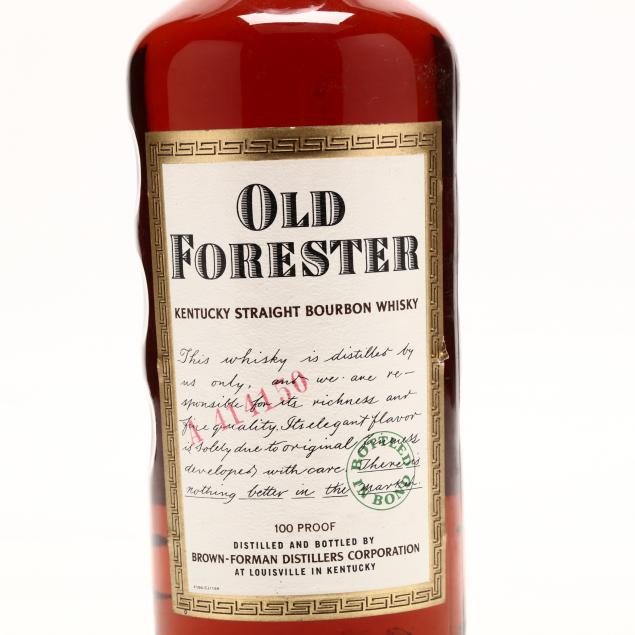 OLD
FORESTER
KENTUCKY STRAIGHT BOURBON WHISKY
This whisky is distilled by
us only, and we are re-
sponsible for its richness and
fine quality. Its elegant flavor
is solely due to original fineness
developed with care. There is
nothing better in the market.
A 414150
BOTTLED
IN BOND
100 PROOF
DISTILLED AND BOTTLED BY
BROWN-FORMAN DISTILLERS CORPORATION
AT LOUISVILLE IN KENTUCKY